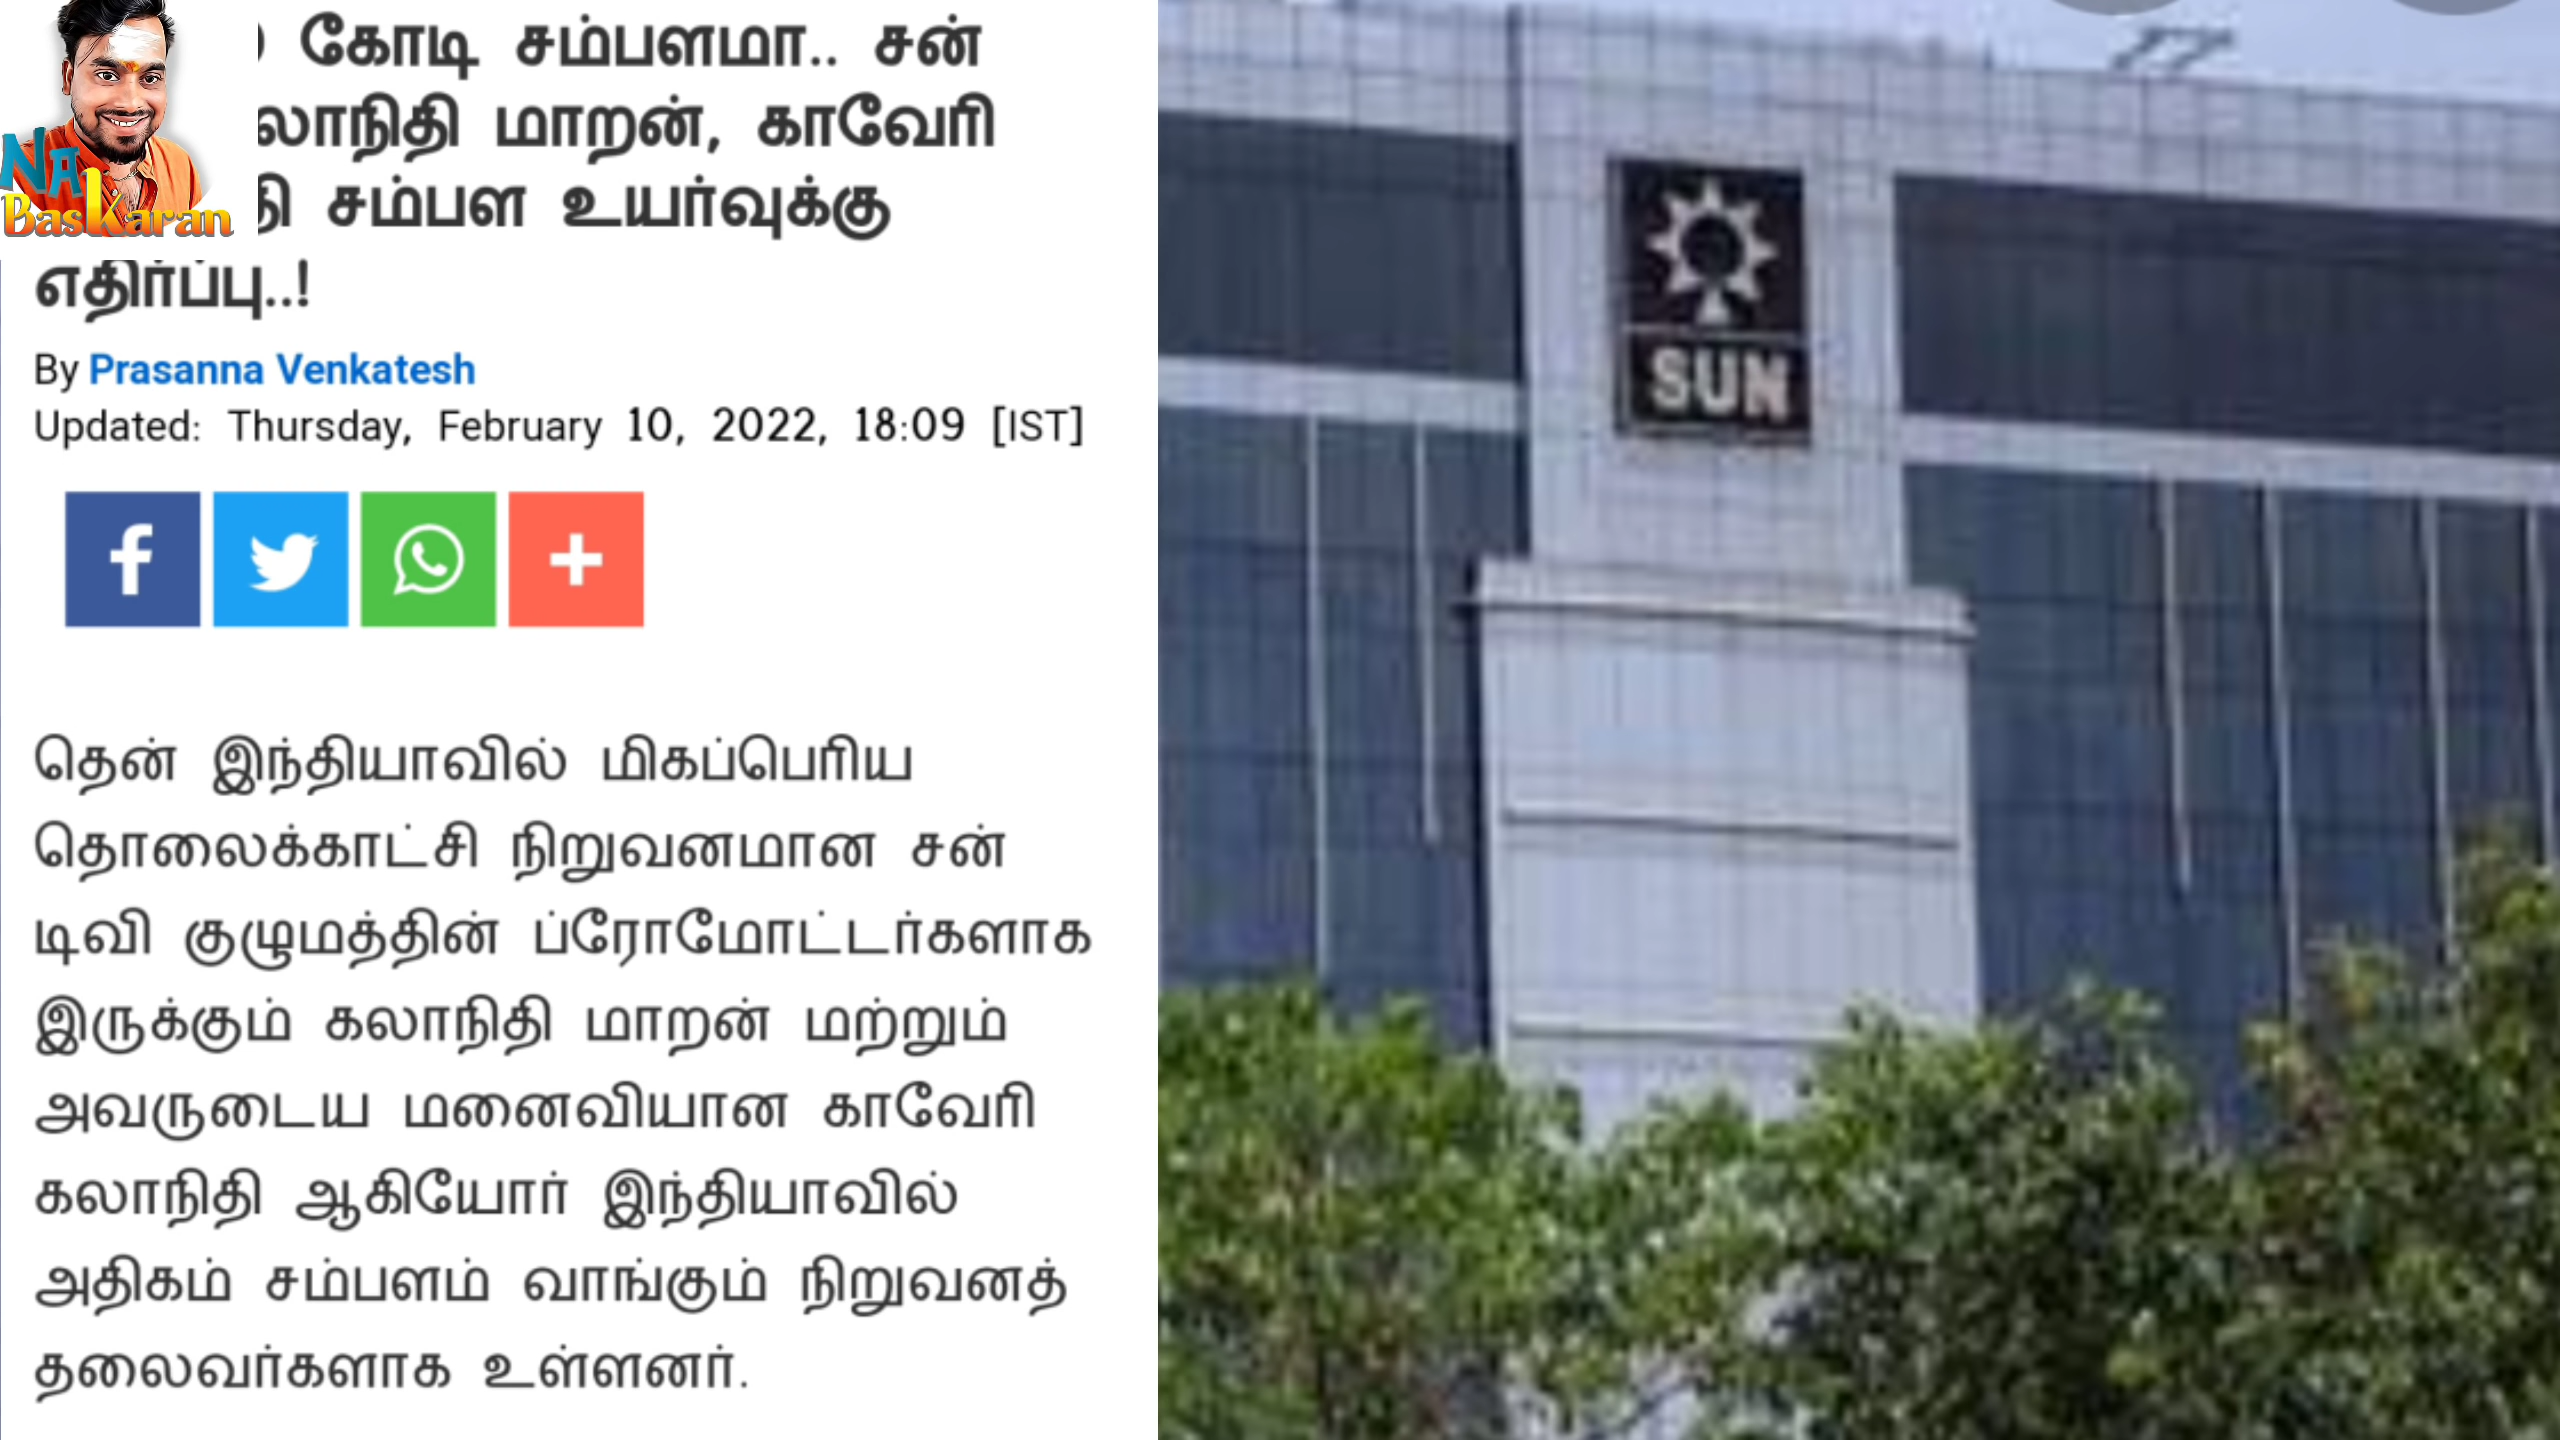 கோடி சம்பளமா.. சன்
மாறன், காவேரி
சம்பள உயர்வுக்கு
எதிர்ப்பு..!
By Prasanna Venkatesh
Updated: Thursday, February 10, 2022, 18:09 [IST]
தென் இந்தியாவில் மிகப்பெரிய
தொலைக்காட்சி நிறுவனமான சன்
டிவி குழுமத்தின் ப்ரோமோட்டர்களாக
இருக்கும் கலாநிதி மாறன் மற்றும்
அவருடைய மனைவியான காவேரி
கலாநிதி ஆகியோர் இந்தியாவில்
அதிகம் சம்பளம் வாங்கும் நிறுவனத்
தலைவர்களாக உள்ளனர்.
NA
Baskaran
SUN